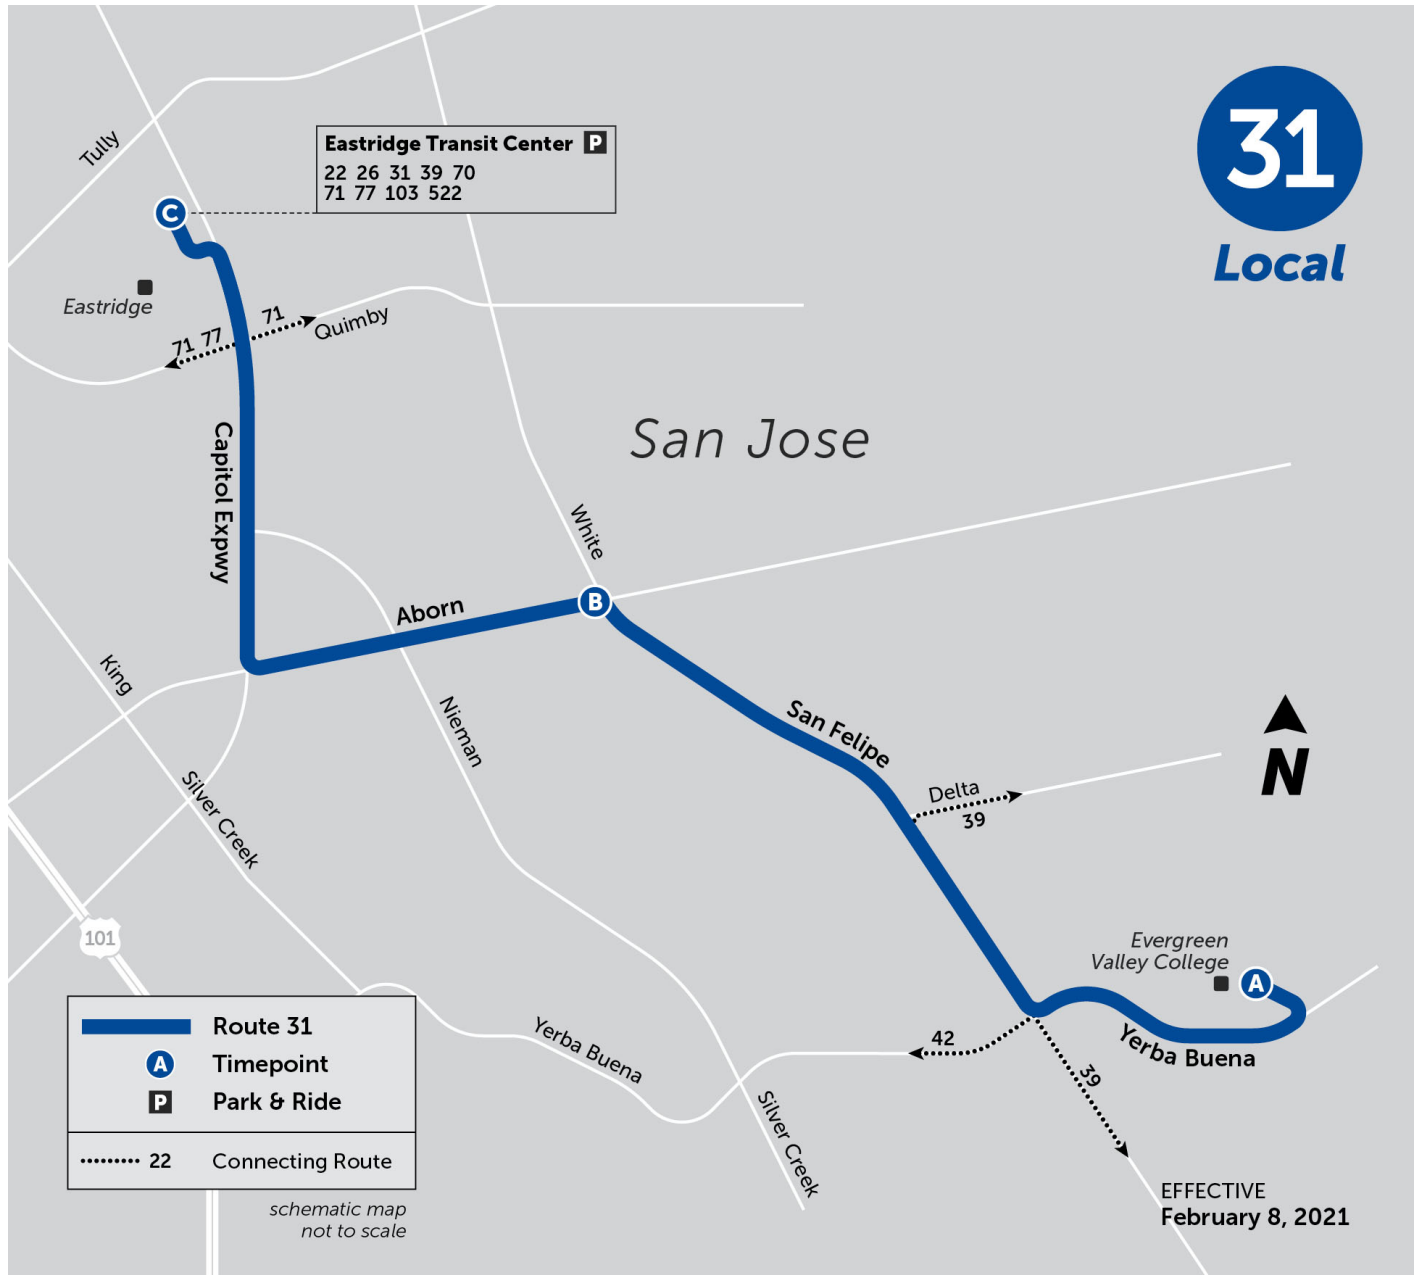 31
Local
Tully
Eastridge Transit Center P
22 26 31 39 70
71 77 103 522
C
Eastridge
71 77
71
Quimby
San Jose
Capitol Expwy
White
Aborn
B
King
Nieman
San Felipe
N
Silver Creek
Delta
39
101
Evergreen
Valley College
A
Yerba Buena
42
Yerba Buena
39
Silver Creek
Route 31
A Timepoint
P Park & Ride
22 Connecting Route
schematic map
not to scale
EFFECTIVE
February 8, 2021